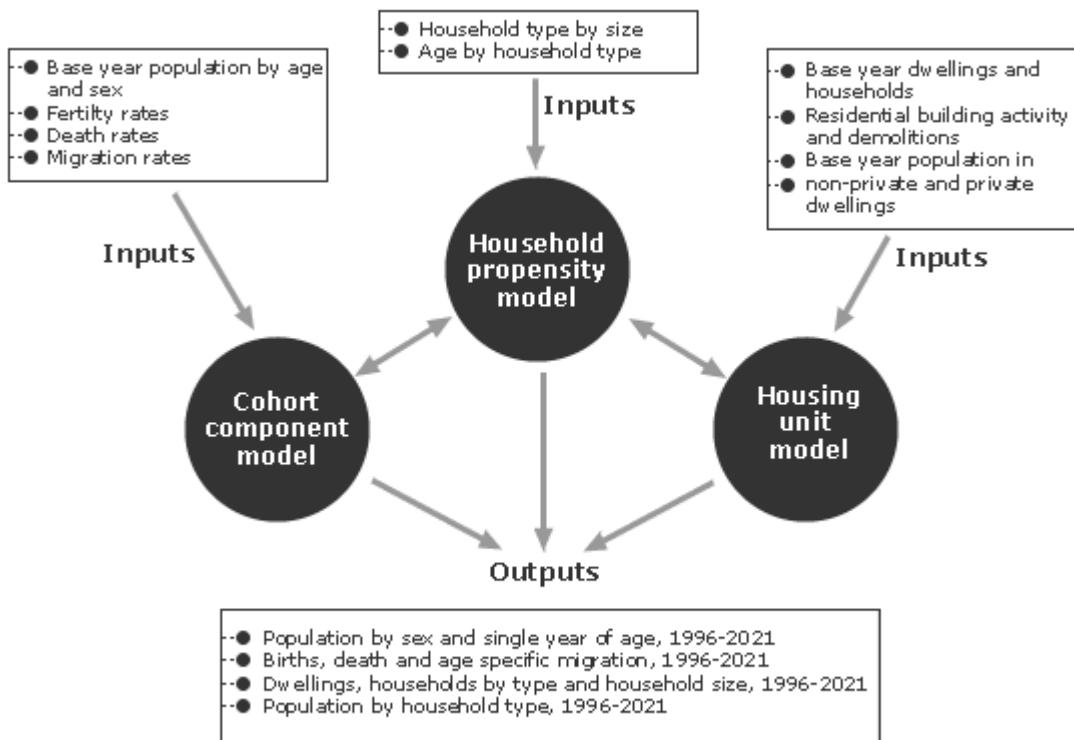 Household type by size
Age by household type
Base year population by age
and sex
Fertilty rates
Death rates
Migration rates
Base year dwellings and
households
Residential building activity
and demolitions
Base year population in
non-private and private
dwellings
Inputs
Inputs
Inputs
Household
propensity
model
Cohort
component
model
Housing
unit
model
Outputs
Population by sex and single year of age, 1996-2021
Births, death and age specific migration, 1996-2021
Dwellings, households by type and household size, 1996-2021
Population by household type, 1996-2021